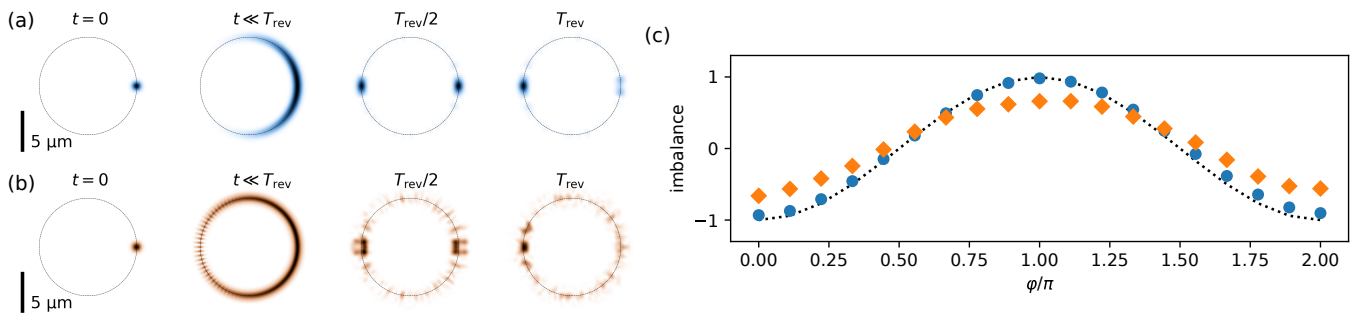 (a)
t = 0
t ≪ T_rev
T_rev/2
T_rev
5 µm
(b)
t = 0
t ≪ T_rev
T_rev/2
T_rev
5 µm
(c)
imbalance
1
0
−1
0.00 0.25 0.50 0.75 1.00 1.25 1.50 1.75 2.00
φ/π